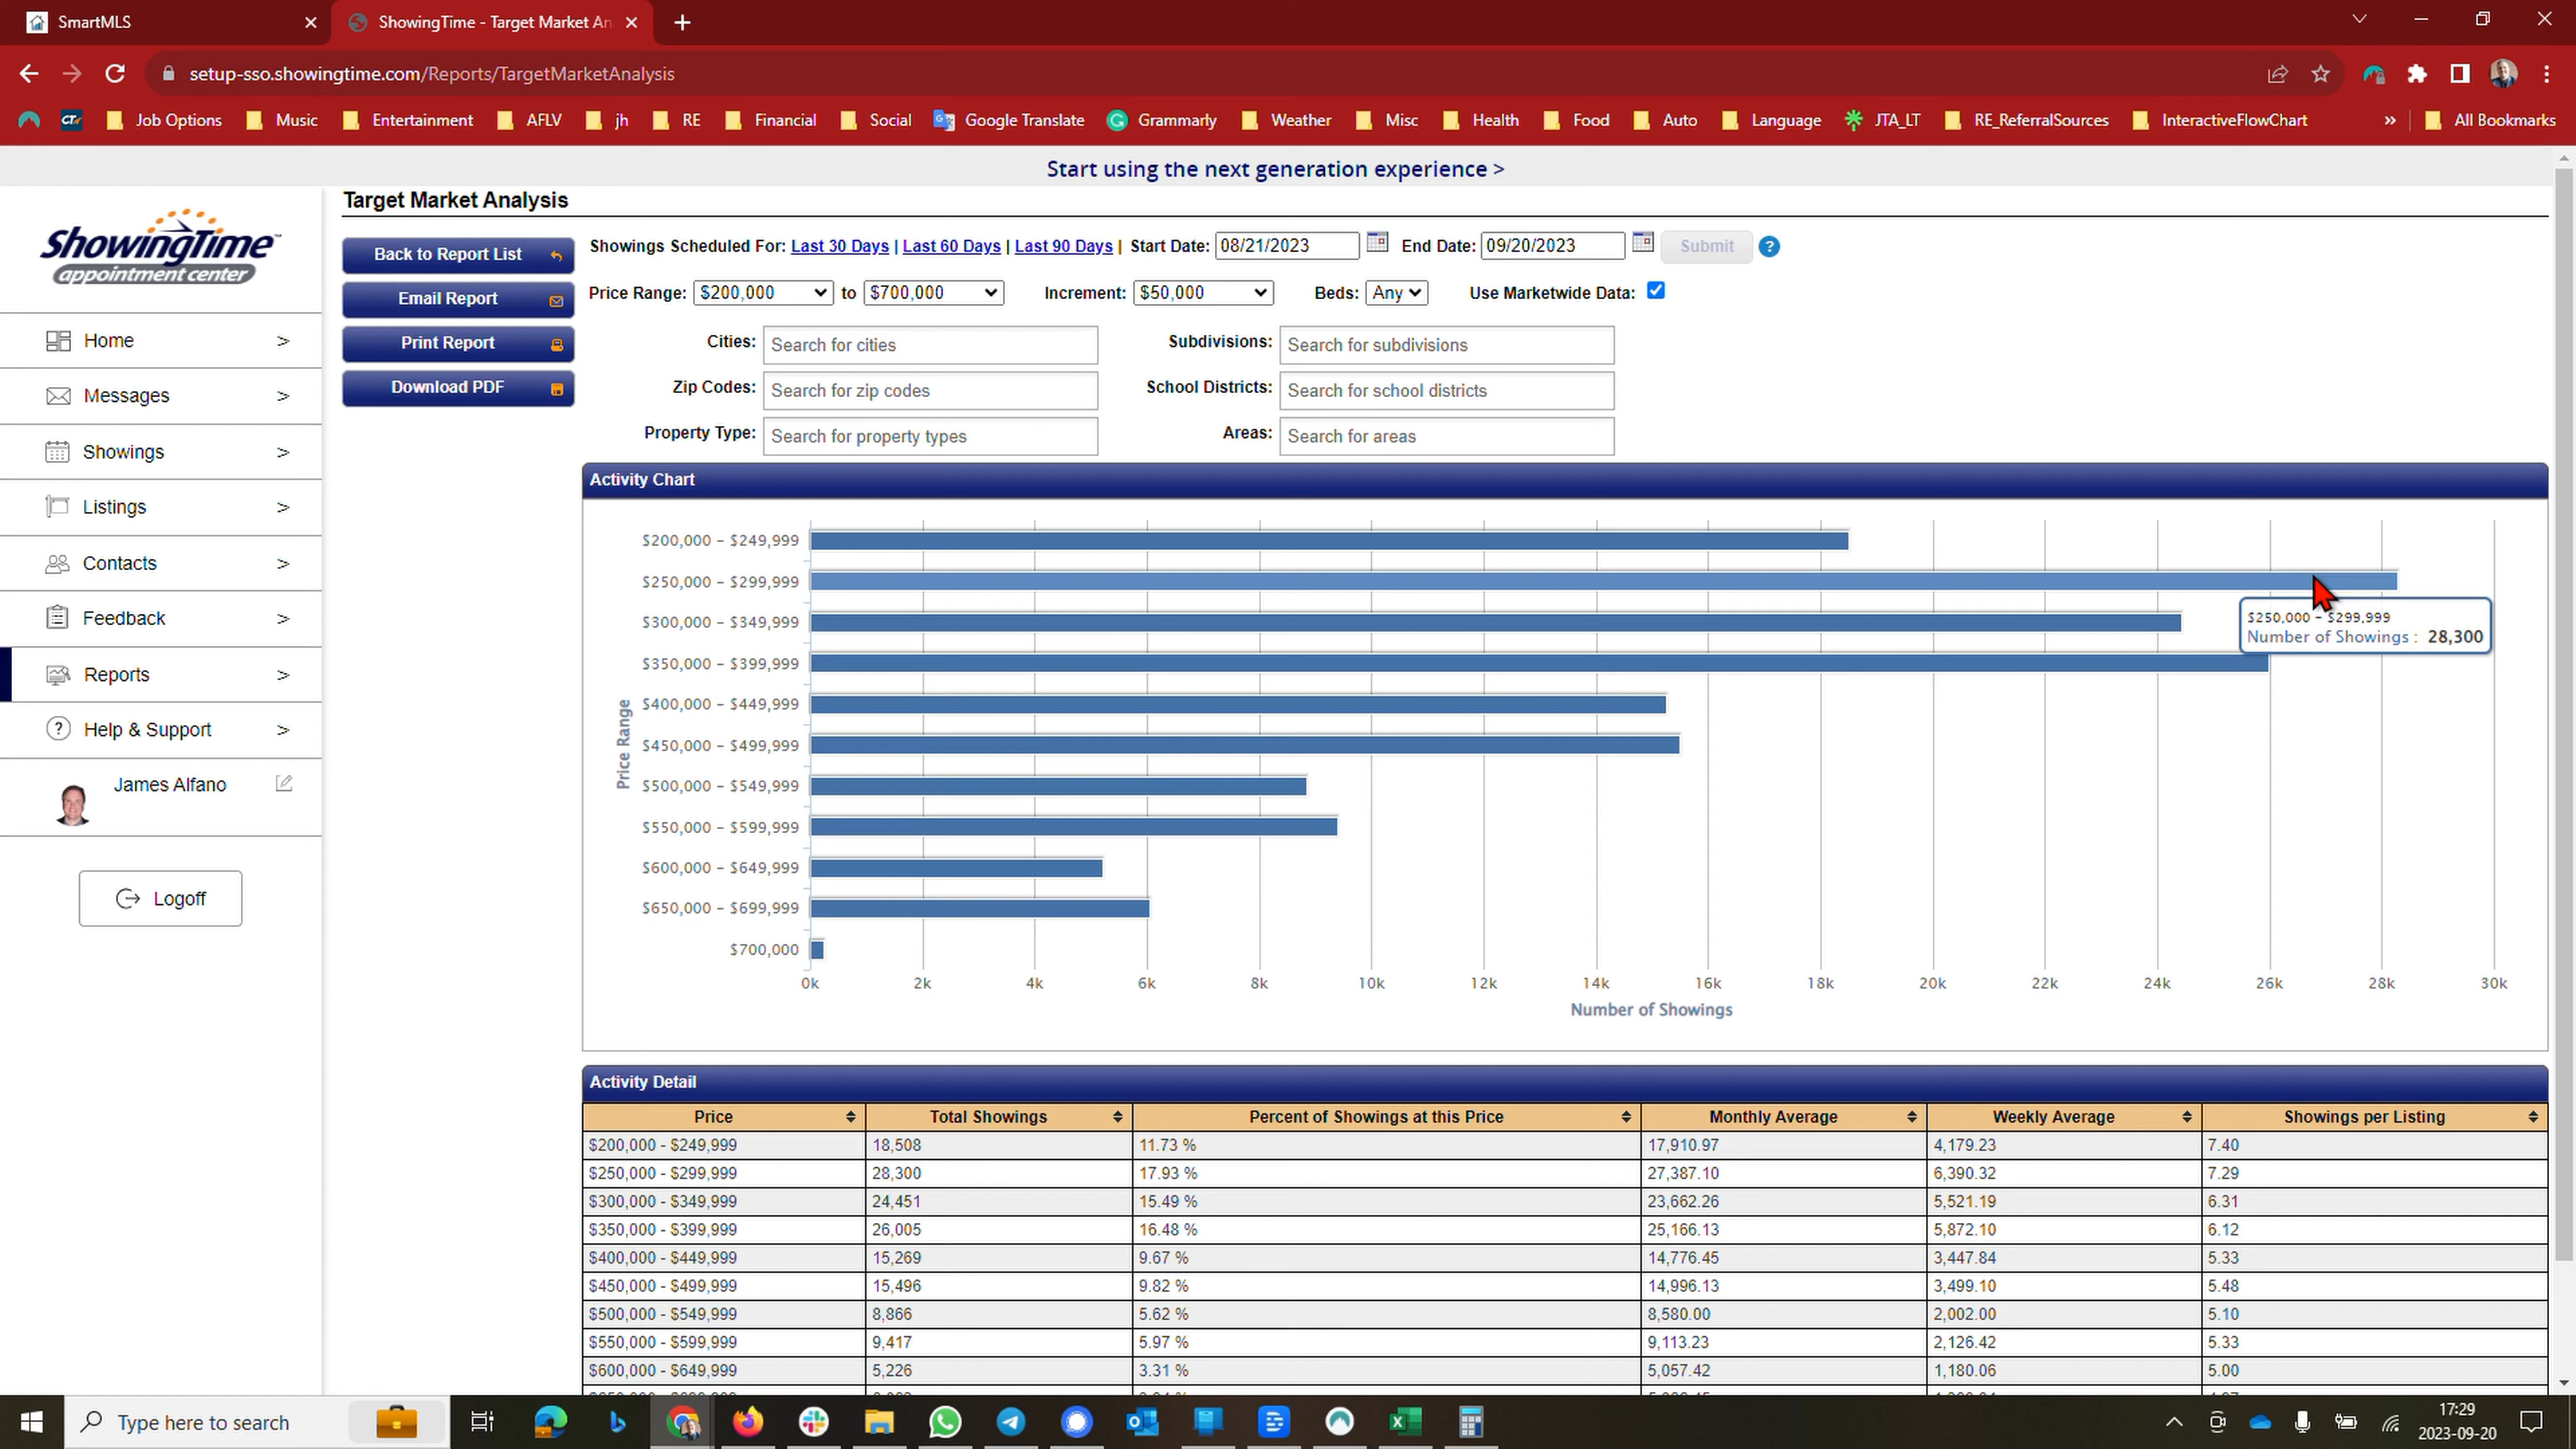 SmartMLS
ShowingTime - Target Market An
setup-sso.showingtime.com/Reports/TargetMarketAnalysis
CT Job Options Music Entertainment AFLV jh RE Financial Social Google Translate Grammarly Weather Misc Health Food Auto Language JTA_LT RE_ReferralSources InteractiveFlowChart » All Bookmarks
Start using the next generation experience >
Target Market Analysis
ShowingTime
appointment center
Home >
Messages >
Showings >
Listings >
Contacts >
Feedback >
Reports >
Help & Support >
James Alfano
Logoff
Back to Report List
Email Report
Print Report
Download PDF
Showings Scheduled For: Last 30 Days | Last 60 Days | Last 90 Days | Start Date: 08/21/2023 End Date: 09/20/2023 Submit ?
Price Range: $200,000 to $700,000 Increment: $50,000 Beds: Any Use Marketwide Data:
Cities: Search for cities Subdivisions: Search for subdivisions
Zip Codes: Search for zip codes School Districts: Search for school districts
Property Type: Search for property types Areas: Search for areas
Activity Chart
Price Range
$200,000 - $249,999
$250,000 - $299,999
$300,000 - $349,999
$350,000 - $399,999
$400,000 - $449,999
$450,000 - $499,999
$500,000 - $549,999
$550,000 - $599,999
$600,000 - $649,999
$650,000 - $699,999
$700,000
$250,000 - $299,999
Number of Showings : 28,300
0k 2k 4k 6k 8k 10k 12k 14k 16k 18k 20k 22k 24k 26k 28k 30k
Number of Showings
Activity Detail
Price Total Showings Percent of Showings at this Price Monthly Average Weekly Average Showings per Listing
$200,000 - $249,999 18,508 11.73 % 17,910.97 4,179.23 7.40
$250,000 - $299,999 28,300 17.93 % 27,387.10 6,390.32 7.29
$300,000 - $349,999 24,451 15.49 % 23,662.26 5,521.19 6.31
$350,000 - $399,999 26,005 16.48 % 25,166.13 5,872.10 6.12
$400,000 - $449,999 15,269 9.67 % 14,776.45 3,447.84 5.33
$450,000 - $499,999 15,496 9.82 % 14,996.13 3,499.10 5.48
$500,000 - $549,999 8,866 5.62 % 8,580.00 2,002.00 5.10
$550,000 - $599,999 9,417 5.97 % 9,113.23 2,126.42 5.33
$600,000 - $649,999 5,226 3.31 % 5,057.42 1,180.06 5.00
Type here to search
17:29
2023-09-20